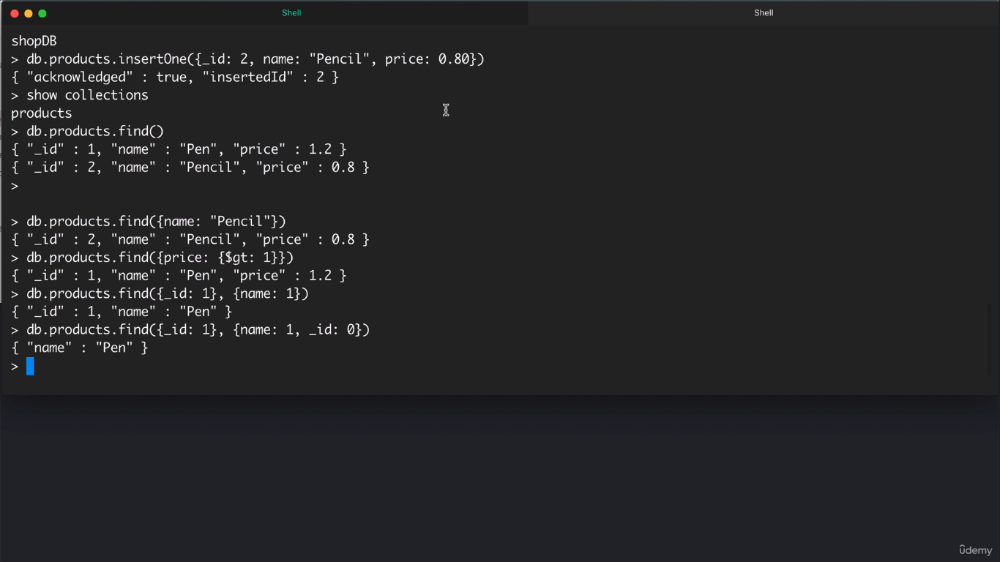 Shell
Shell
shopDB
> db.products.insertOne({_id: 2, name: "Pencil", price: 0.80})
{ "acknowledged" : true, "insertedId" : 2 }
> show collections
products
> db.products.find()
{ "_id" : 1, "name" : "Pen", "price" : 1.2 }
{ "_id" : 2, "name" : "Pencil", "price" : 0.8 }
>
> db.products.find({name: "Pencil"})
{ "_id" : 2, "name" : "Pencil", "price" : 0.8 }
> db.products.find({price: {$gt: 1}})
{ "_id" : 1, "name" : "Pen", "price" : 1.2 }
> db.products.find({_id: 1}, {name: 1})
{ "_id" : 1, "name" : "Pen" }
> db.products.find({_id: 1}, {name: 1, _id: 0})
{ "name" : "Pen" }
>
ûdemy